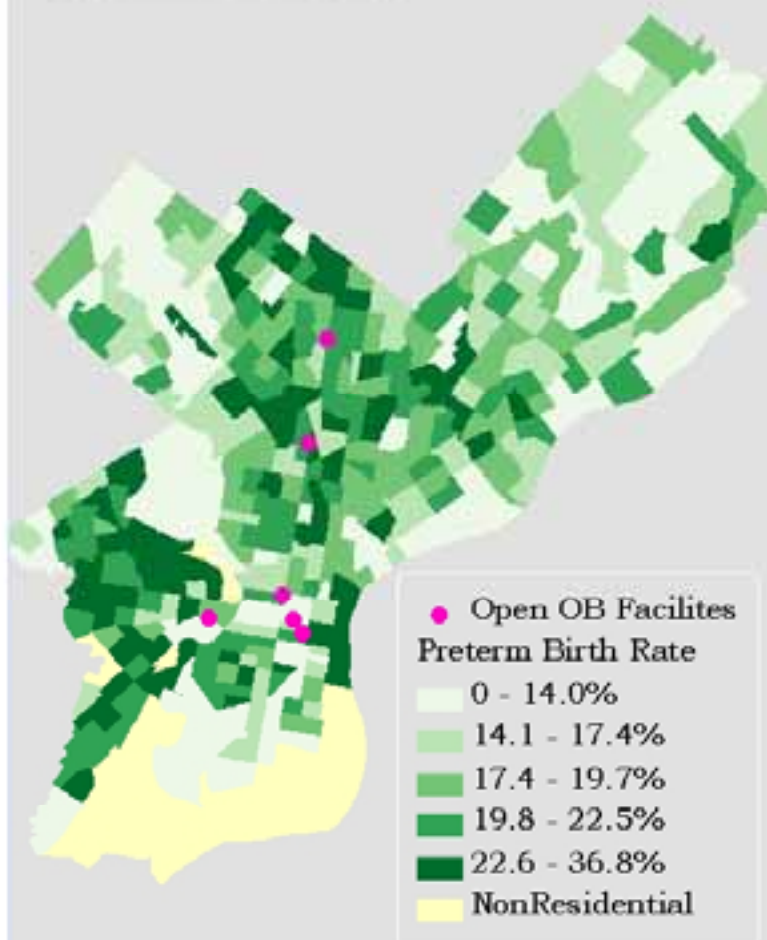 Open OB Facilites
Preterm Birth Rate
0 - 14.0%
14.1 - 17.4%
17.4 - 19.7%
19.8 - 22.5%
22.6 - 36.8%
NonResidential